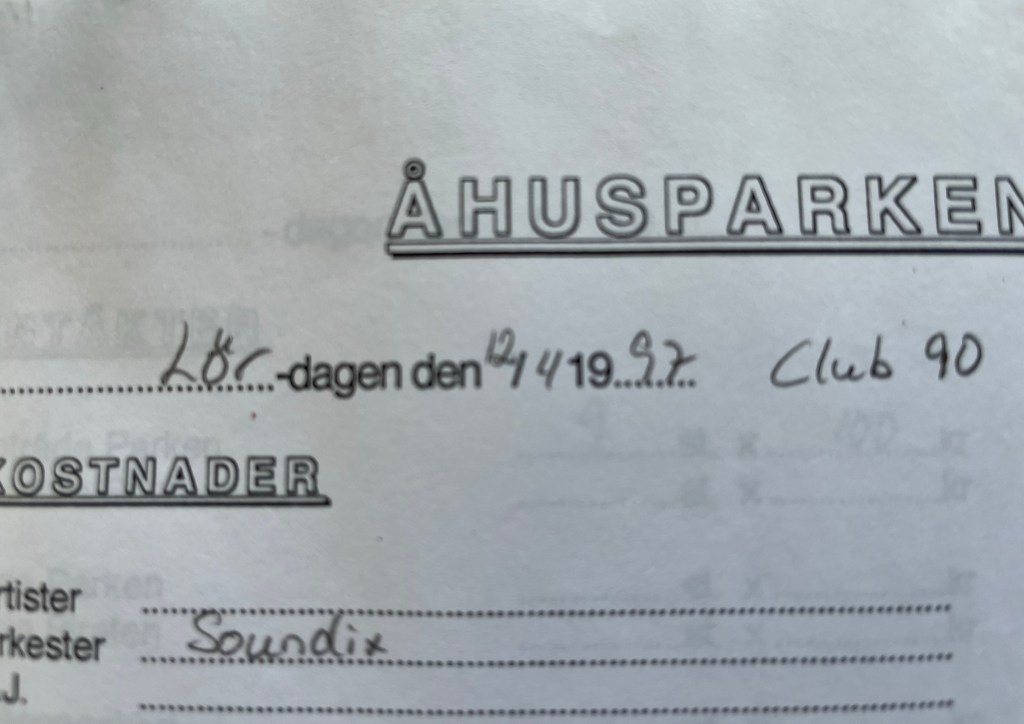 ÅHUSPARKEN
Lör-dagen den 12/4 1997 Club 90
KOSTNADER
rtister
rkester Soundix
.J.